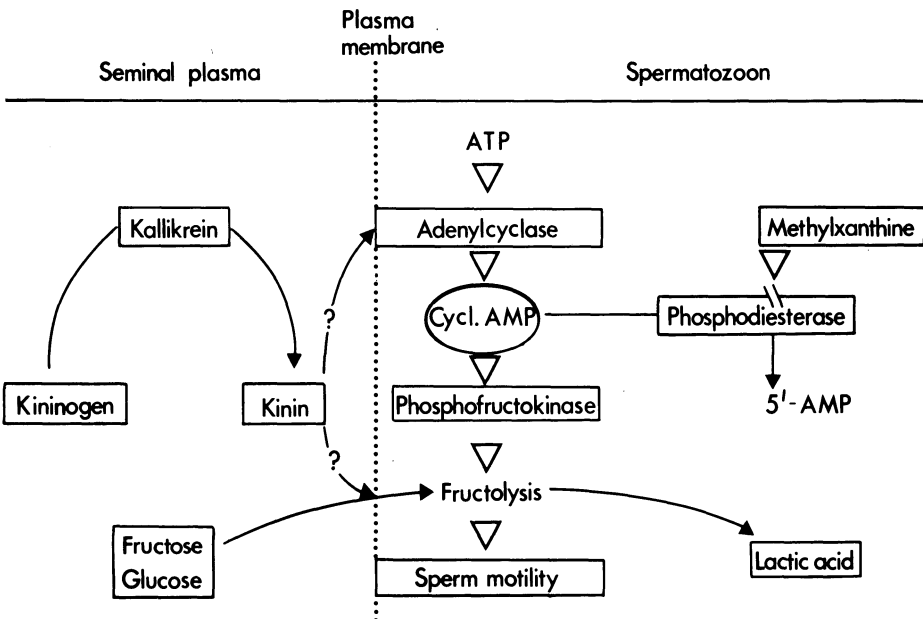 Plasma
membrane
Seminal plasma
Spermatozoon
ATP
Kallikrein
Adenylcyclase
Methylxanthine
?
Cycl. AMP
Phosphodiesterase
Kininogen
Kinin
Phosphofructokinase
5'-AMP
?
Fructolysis
Fructose
Glucose
Lactic acid
Sperm motility